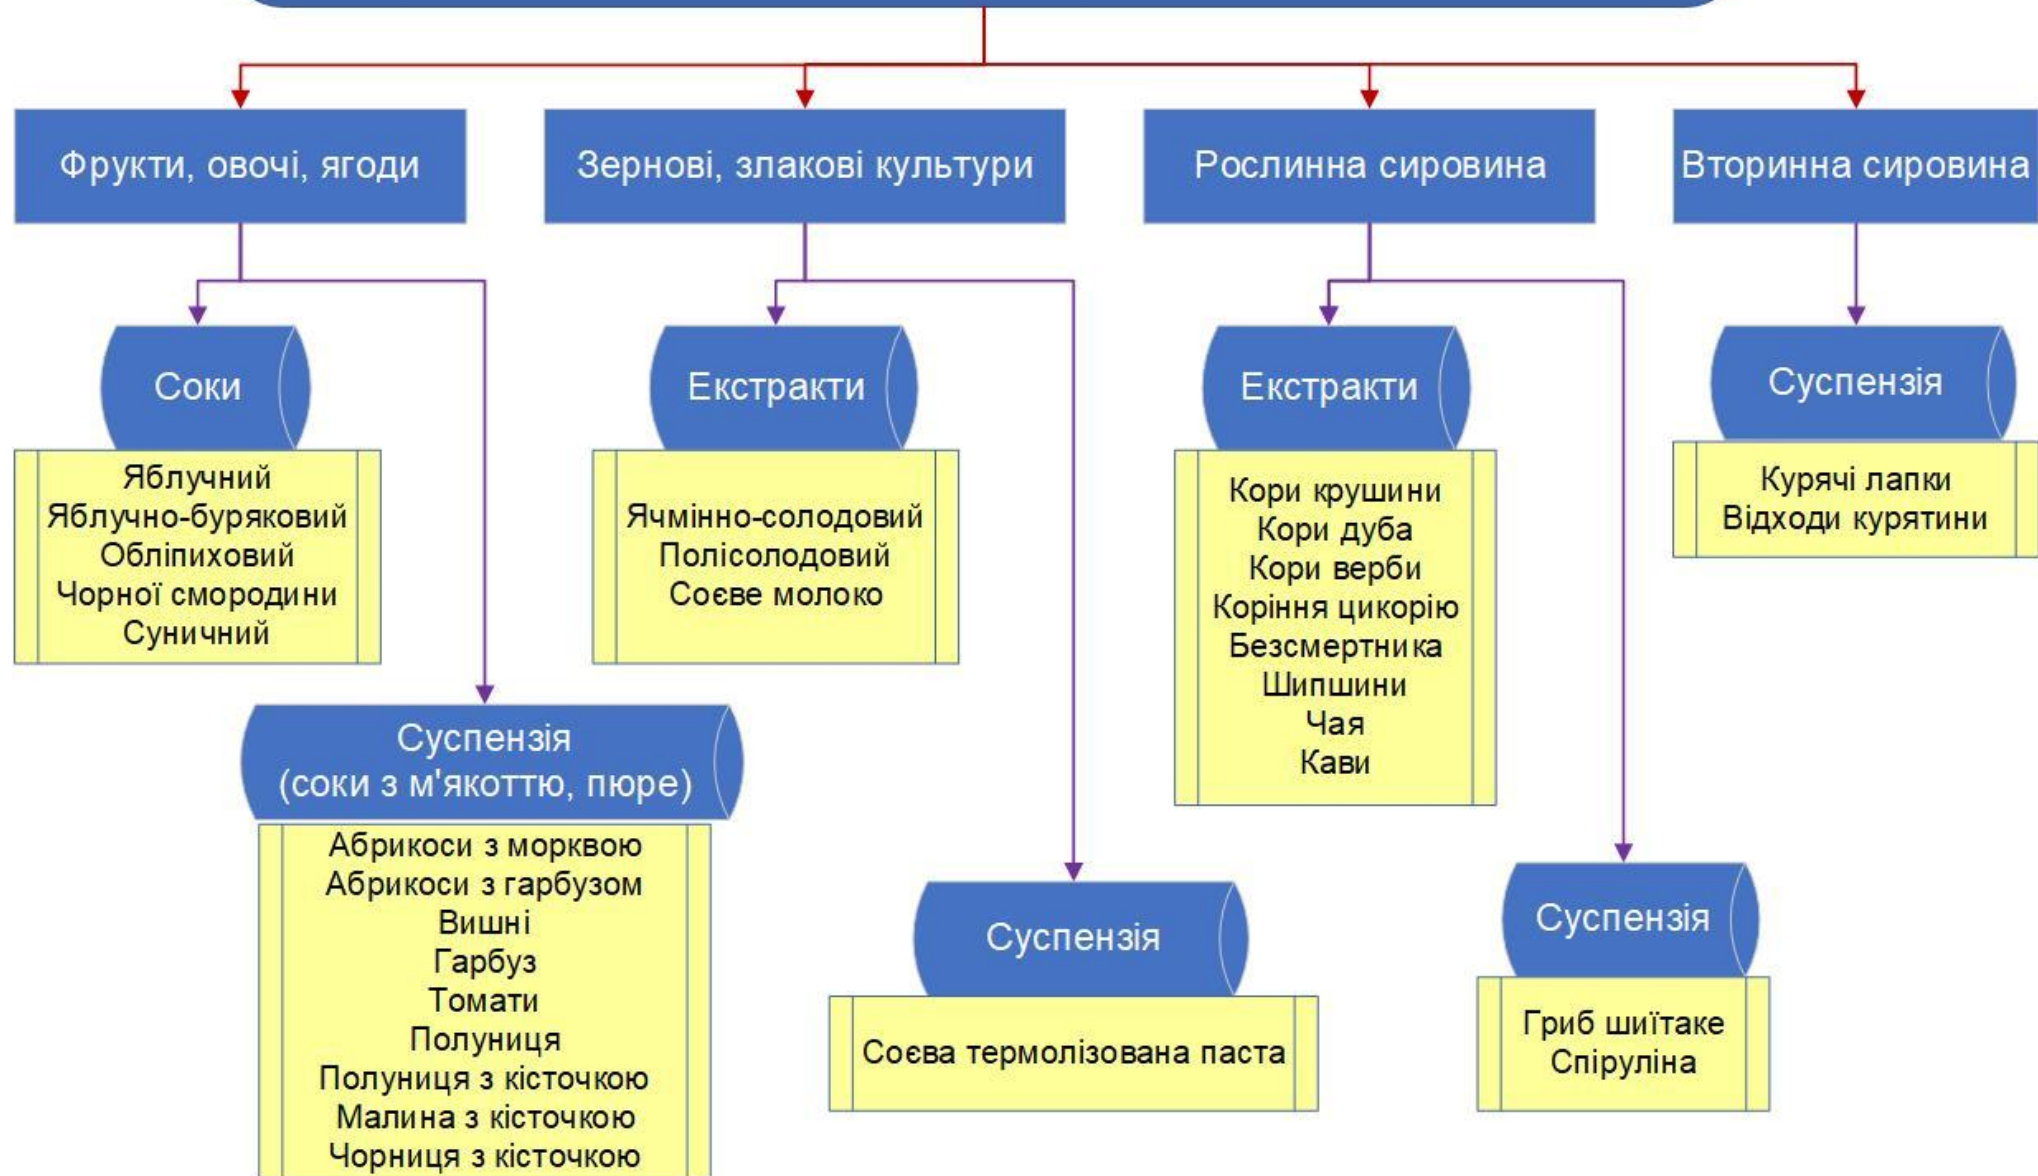 Фрукти, овочі, ягоди
Зернові, злакові культури
Рослинна сировина
Вторинна сировина
Соки
Яблучний
Яблучно-буряковий
Обліпиховий
Чорної смородини
Суничний
Суспензія
(соки з м'якоттю, пюре)
Абрикоси з морквою
Абрикоси з гарбузом
Вишні
Гарбуз
Томати
Полуниця
Полуниця з кісточкою
Малина з кісточкою
Чорниця з кісточкою
Екстракти
Ячмінно-солодовий
Полісолодовий
Соєве молоко
Суспензія
Соєва термолізована паста
Екстракти
Кори крушини
Кори дуба
Кори верби
Коріння цикорію
Безсмертника
Шипшини
Чая
Кави
Суспензія
Гриб шиїтаке
Спіруліна
Суспензія
Курячі лапки
Відходи курятини